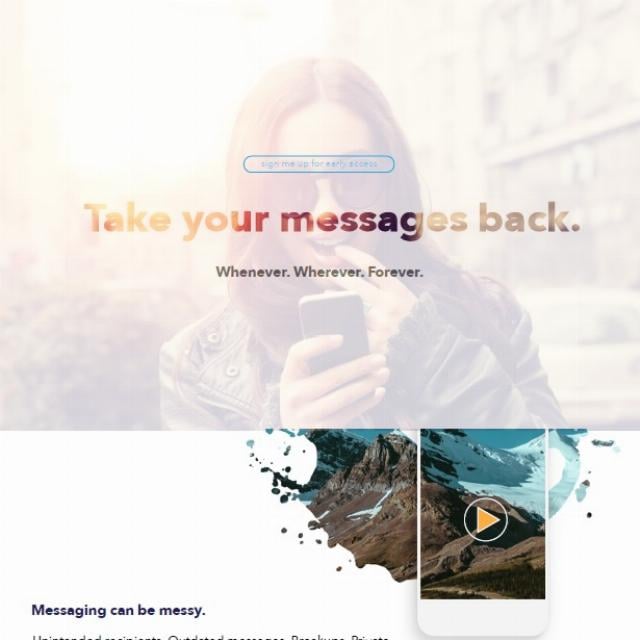 sign me up for early access
Take your messages back.
Whenever. Wherever. Forever.
Messaging can be messy.
Unintended recipients. Outdated messages. Breakups. Private